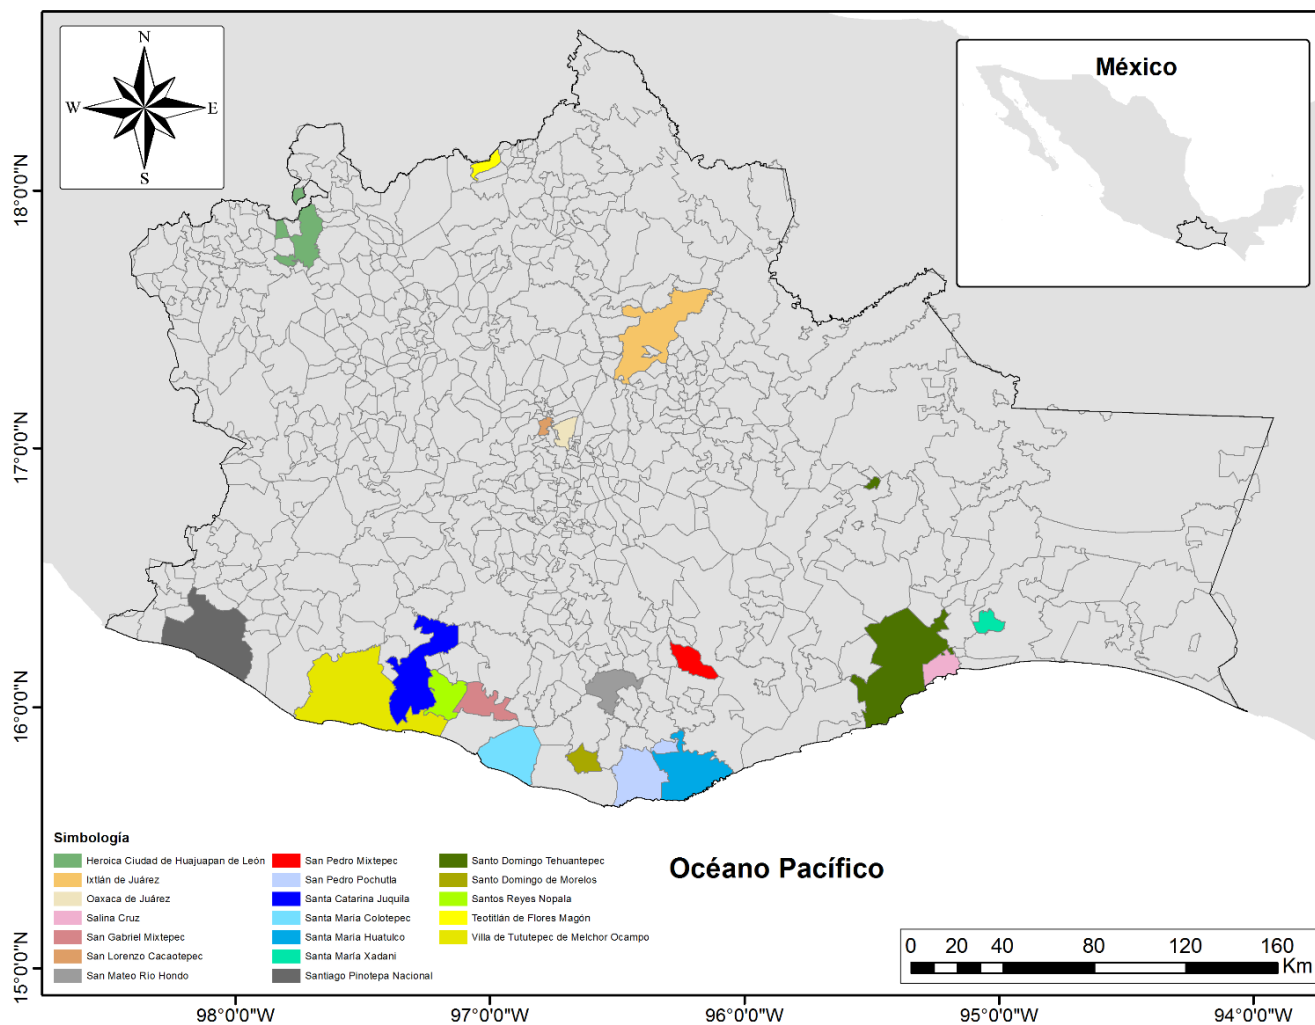 N
W
E
S
México
18°0'0"N
17°0'0"N
16°0'0"N
15°0'0"N
Simbología
Heroica Ciudad de Huajuapan de León
Ixtlán de Juárez
Oaxaca de Juárez
Salina Cruz
San Gabriel Mixtepec
San Lorenzo Cacaotepec
San Mateo Río Hondo
San Pedro Mixtepec
San Pedro Pochutla
Santa Catarina Juquila
Santa María Colotepec
Santa María Huatulco
Santa María Xadani
Santiago Pinotepa Nacional
Santo Domingo Tehuantepec
Santo Domingo de Morelos
Santos Reyes Nopala
Teotitlán de Flores Magón
Villa de Tututepec de Melchor Ocampo
Océano Pacífico
0 20 40 80 120 160
Km
98°0'0"W
97°0'0"W
96°0'0"W
95°0'0"W
94°0'0"W